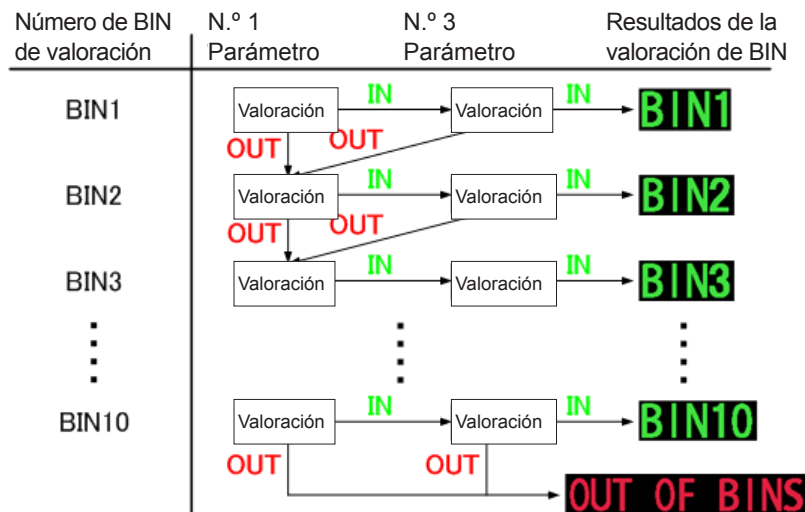 Número de BIN
de valoración
N.º 1
Parámetro
N.º 3
Parámetro
Resultados de la
valoración de BIN
BIN1
Valoración
IN
Valoración
IN
BIN1
OUT
OUT
BIN2
Valoración
IN
Valoración
IN
BIN2
OUT
OUT
BIN3
Valoración
IN
Valoración
IN
BIN3
BIN10
Valoración
IN
Valoración
IN
BIN10
OUT
OUT
OUT OF BINS